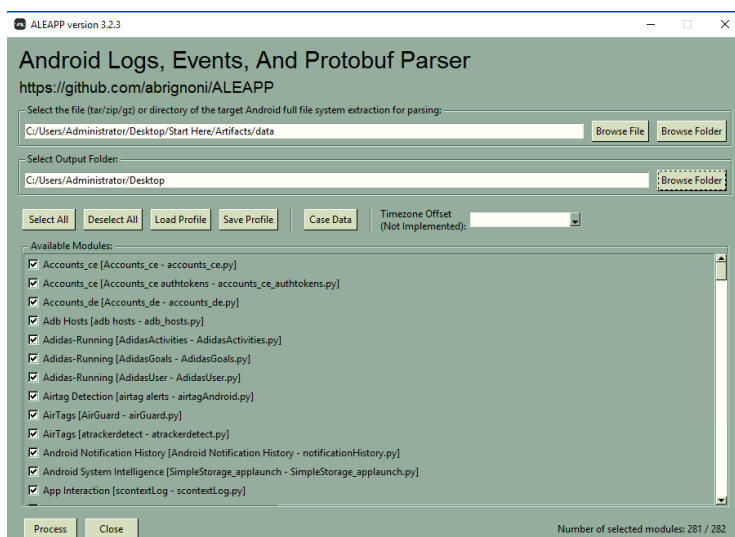 ALEAPP version 3.2.3
Android Logs, Events, And Protobuf Parser
https://github.com/abrignoni/ALEAPP
Select the file (tar/zip/gz) or directory of the target Android full file system extraction for parsing:
C:/Users/Administrator/Desktop/Start Here/Artifacts/data Browse File Browse Folder
Select Output Folder:
C:/Users/Administrator/Desktop Browse Folder
Select All Deselect All Load Profile Save Profile Case Data Timezone Offset
(Not Implemented):
Available Modules:
Accounts_ce [Accounts_ce - accounts_ce.py]
Accounts_ce [Accounts_ce authtokens - accounts_ce_authtokens.py]
Accounts_de [Accounts_de - accounts_de.py]
Adb Hosts [adb hosts - adb_hosts.py]
Adidas-Running [AdidasActivities - AdidasActivities.py]
Adidas-Running [AdidasGoals - AdidasGoals.py]
Adidas-Running [AdidasUser - AdidasUser.py]
Airtag Detection [airtag alerts - airtagAndroid.py]
AirTags [AirGuard - airGuard.py]
AirTags [atrackerdetect - atrackerdetect.py]
Android Notification History [Android Notification History - notificationHistory.py]
Android System Intelligence [SimpleStorage_applaunch - SimpleStorage_applaunch.py]
App Interaction [scontextLog - scontextLog.py]
Process Close Number of selected modules: 281 / 282